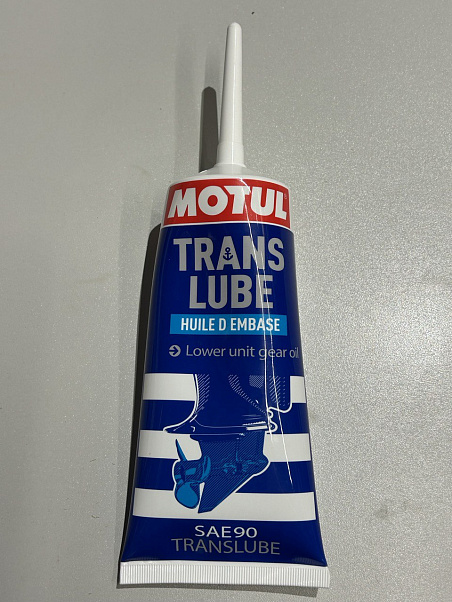 MOTUL
TRANS
LUBE
HUILE D EMBASE
Lower unit gear oil
SAE90
TRANSLUBE